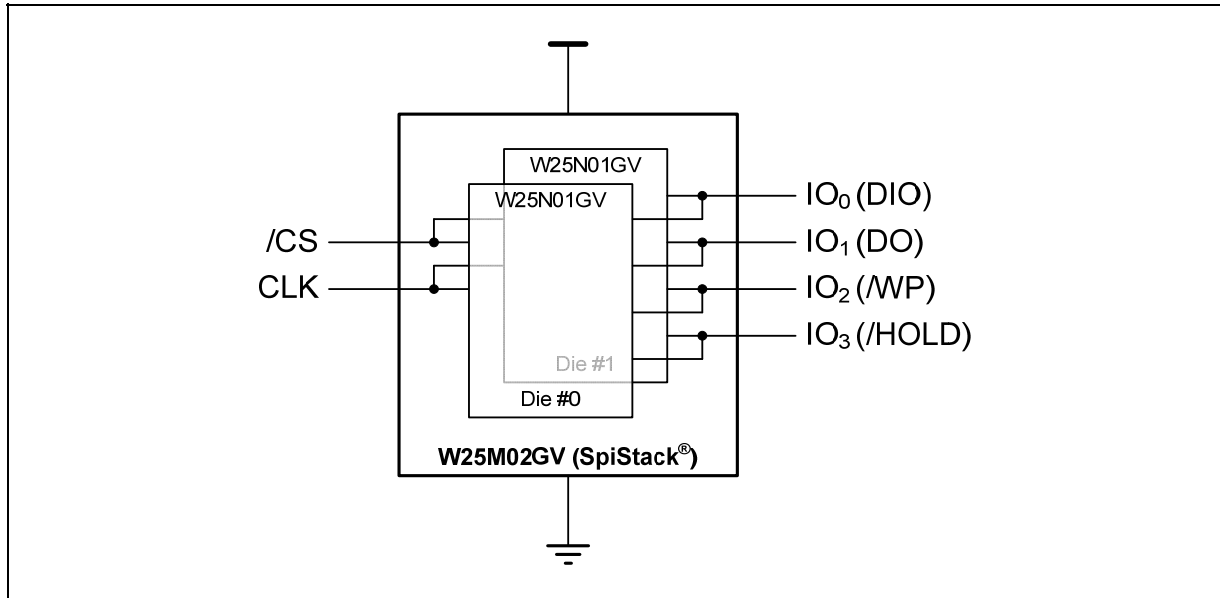 W25N01GV
W25N01GV
/CS
CLK
IO₀ (DIO)
IO₁ (DO)
IO₂ (/WP)
IO₃ (/HOLD)
Die #1
Die #0
W25M02GV (SpiStack®)